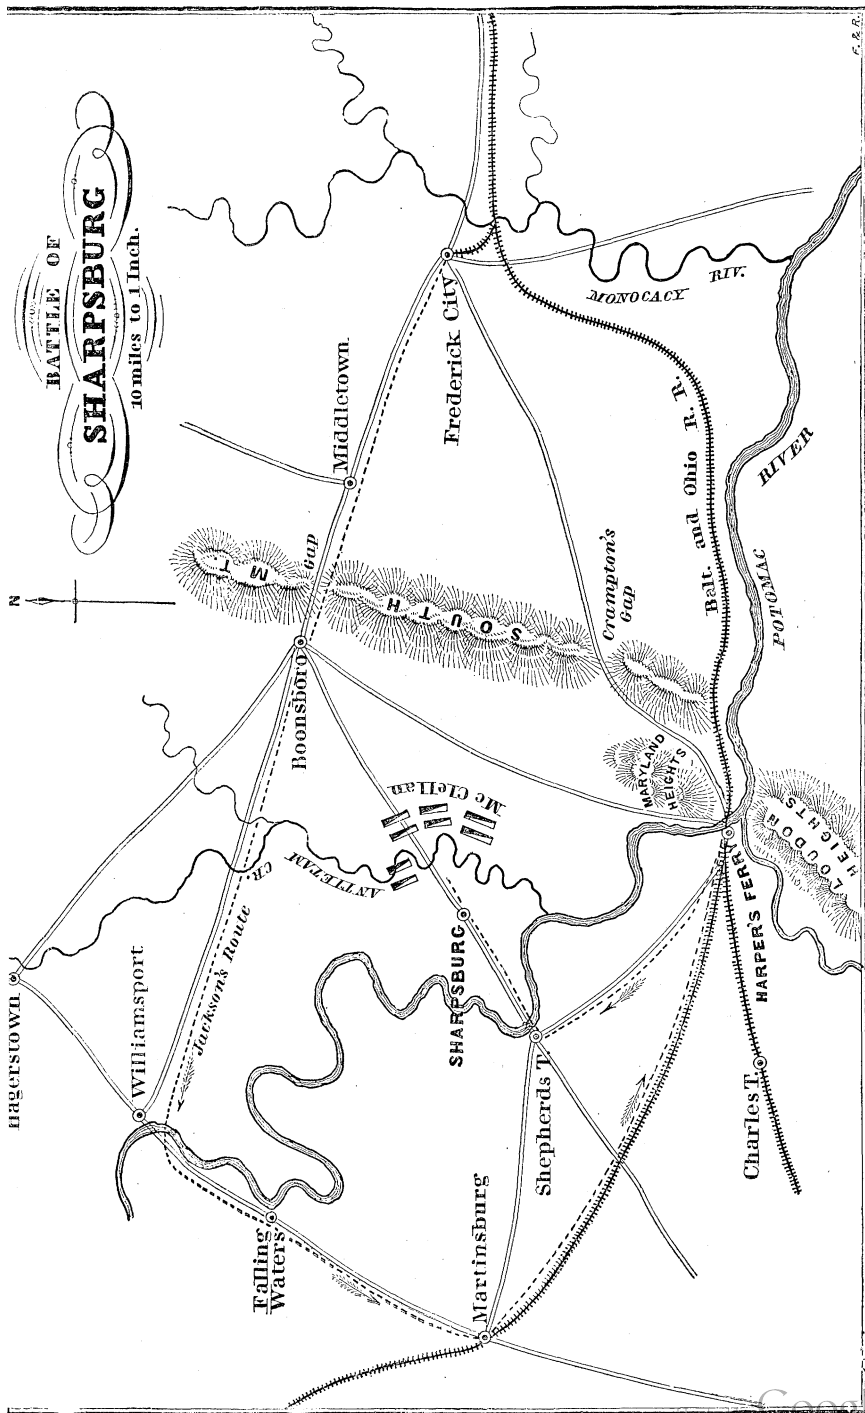 BATTLE OF
SHARPSBURG
10 miles to 1 Inch.
N
F. & R.
Hagerstown
Williamsport
Falling
Waters
Martinsburg
Jackson's Route
ANTIETAM
CR.
Boonsboro
Gap
Middletown.
Frederick City
MONOCACY
RIV.
SOUTH MT.
Crampton's
Gap
Mc Clellan
SHARPSBURG
Shepherds T.
MARYLAND
HEIGHTS
Balt. and Ohio R. R.
POTOMAC
RIVER
HARPER'S FERRY
LOUDON
HEIGHTS
Charles T.